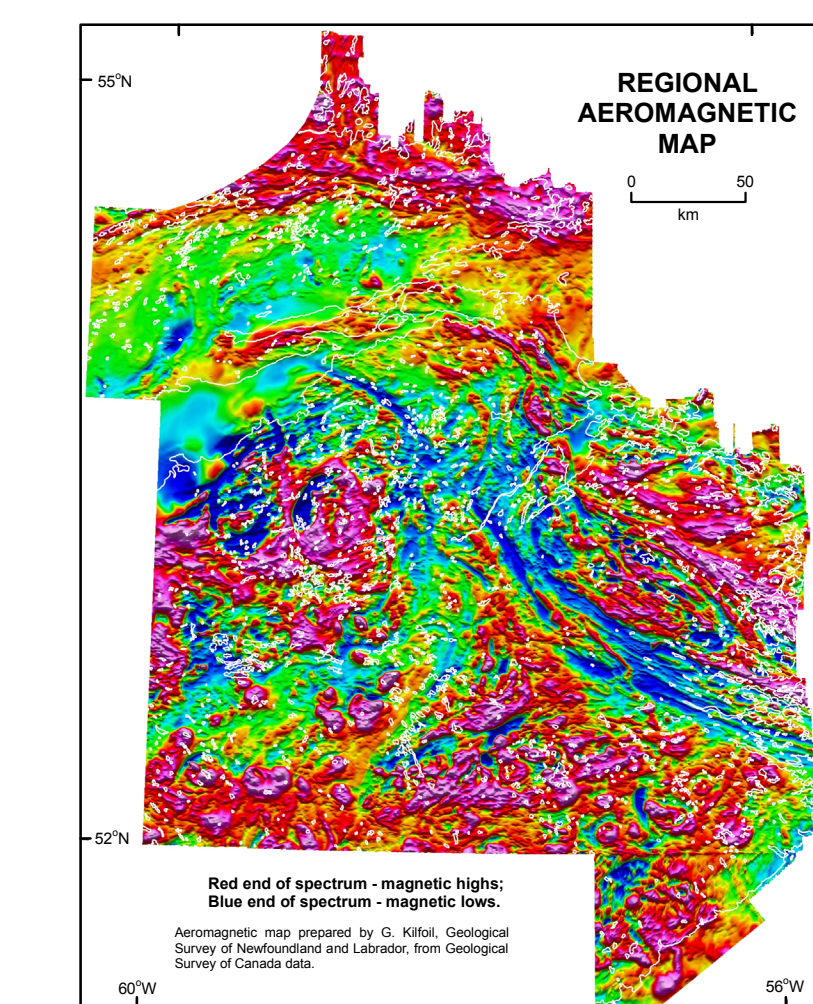 55°N
REGIONAL
AEROMAGNETIC
MAP
0 50
km
52°N
Red end of spectrum - magnetic highs;
Blue end of spectrum - magnetic lows.
Aeromagnetic map prepared by G. Kilfoil, Geological
Survey of Newfoundland and Labrador, from Geological
Survey of Canada data.
60°W
56°W